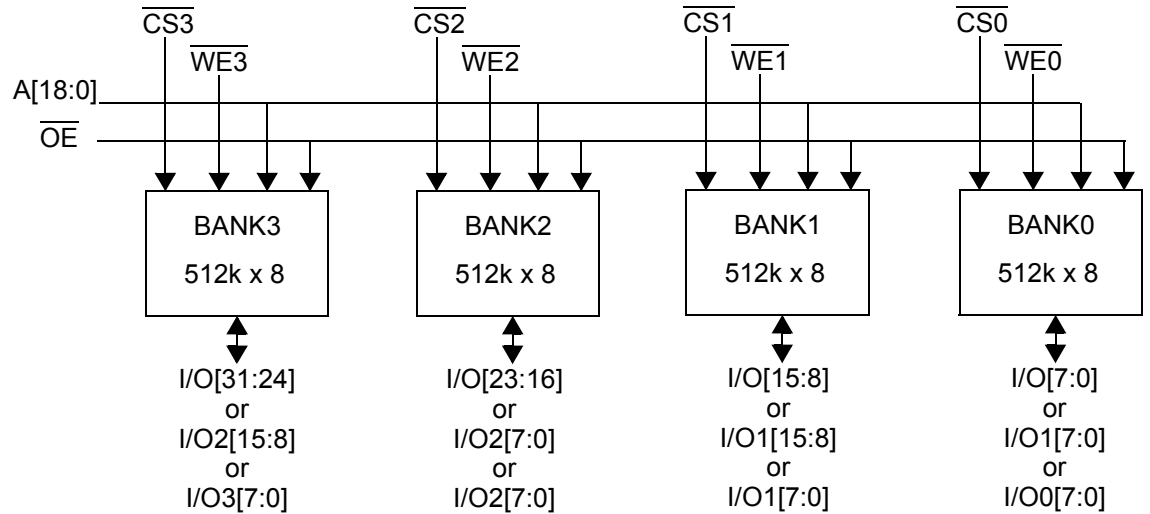 CS3 CS2 CS1 CS0
WE3 WE2 WE1 WE0
A[18:0]
OE
BANK3 BANK2 BANK1 BANK0
512k x 8 512k x 8 512k x 8 512k x 8
I/O[31:24] I/O[23:16] I/O[15:8] I/O[7:0]
or or or or
I/O2[15:8] I/O2[7:0] I/O1[15:8] I/O1[7:0]
or or or or
I/O3[7:0] I/O2[7:0] I/O1[7:0] I/O0[7:0]